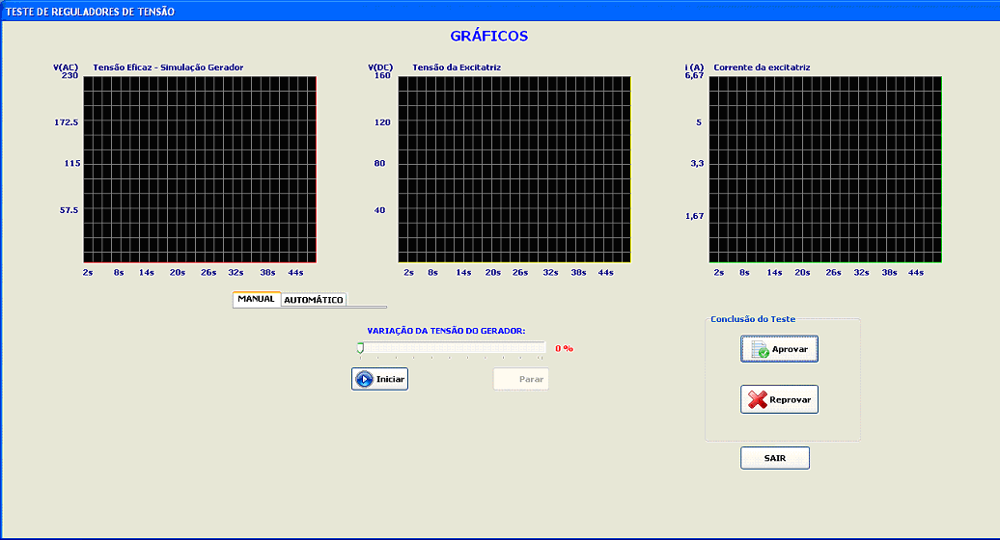 TESTE DE REGULADORES DE TENSÃO
GRÁFICOS
V(AC) Tensão Eficaz - Simulação Gerador
230
172.5
115
57.5
2s 8s 14s 20s 26s 32s 38s 44s
V(DC) Tensão da Excitatriz
160
120
80
40
2s 8s 14s 20s 26s 32s 38s 44s
i (A) Corrente da excitatriz
6,67
5
3,3
1,67
2s 8s 14s 20s 26s 32s 38s 44s
MANUAL AUTOMÁTICO
VARIAÇÃO DA TENSÃO DO GERADOR:
0 %
Iniciar Parar
Conclusão do Teste
Aprovar
Reprovar
SAIR